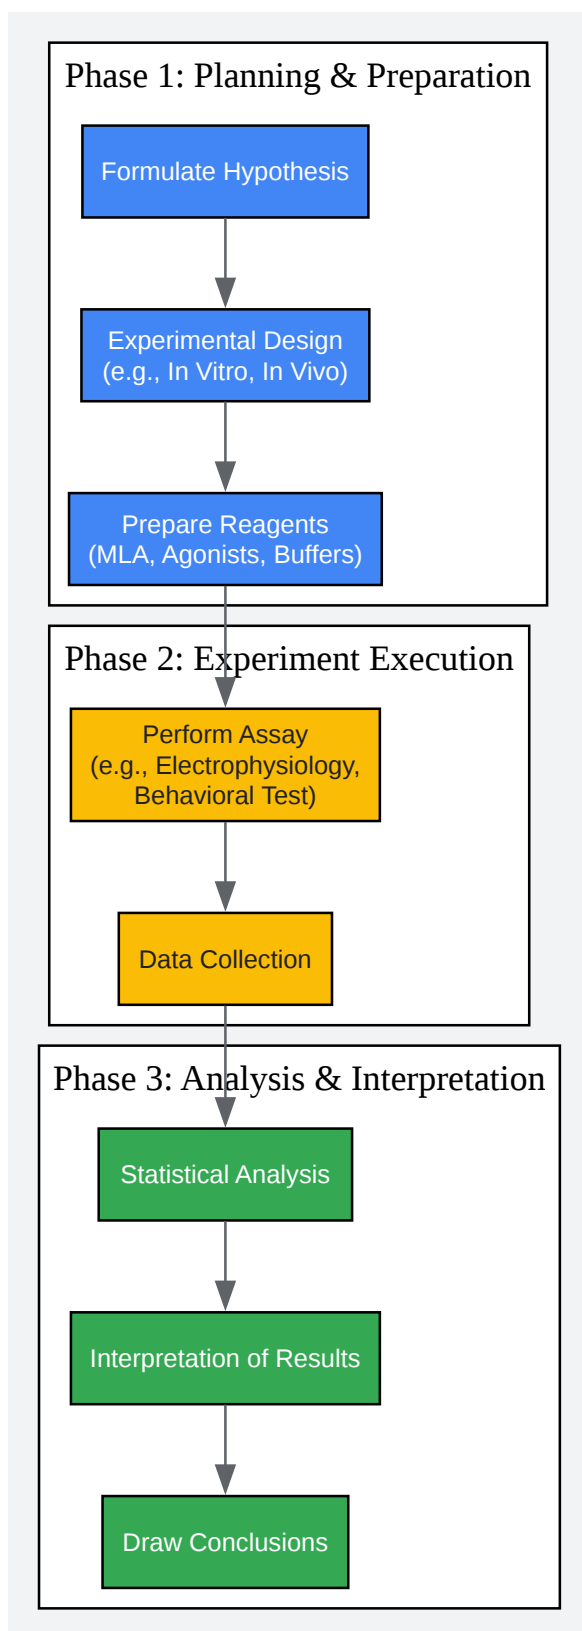 Phase 1: Planning & Preparation
Formulate Hypothesis
Experimental Design
(e.g., In Vitro, In Vivo)
Prepare Reagents
(MLA, Agonists, Buffers)
Phase 2: Experiment Execution
Perform Assay
(e.g., Electrophysiology,
Behavioral Test)
Data Collection
Phase 3: Analysis & Interpretation
Statistical Analysis
Interpretation of Results
Draw Conclusions